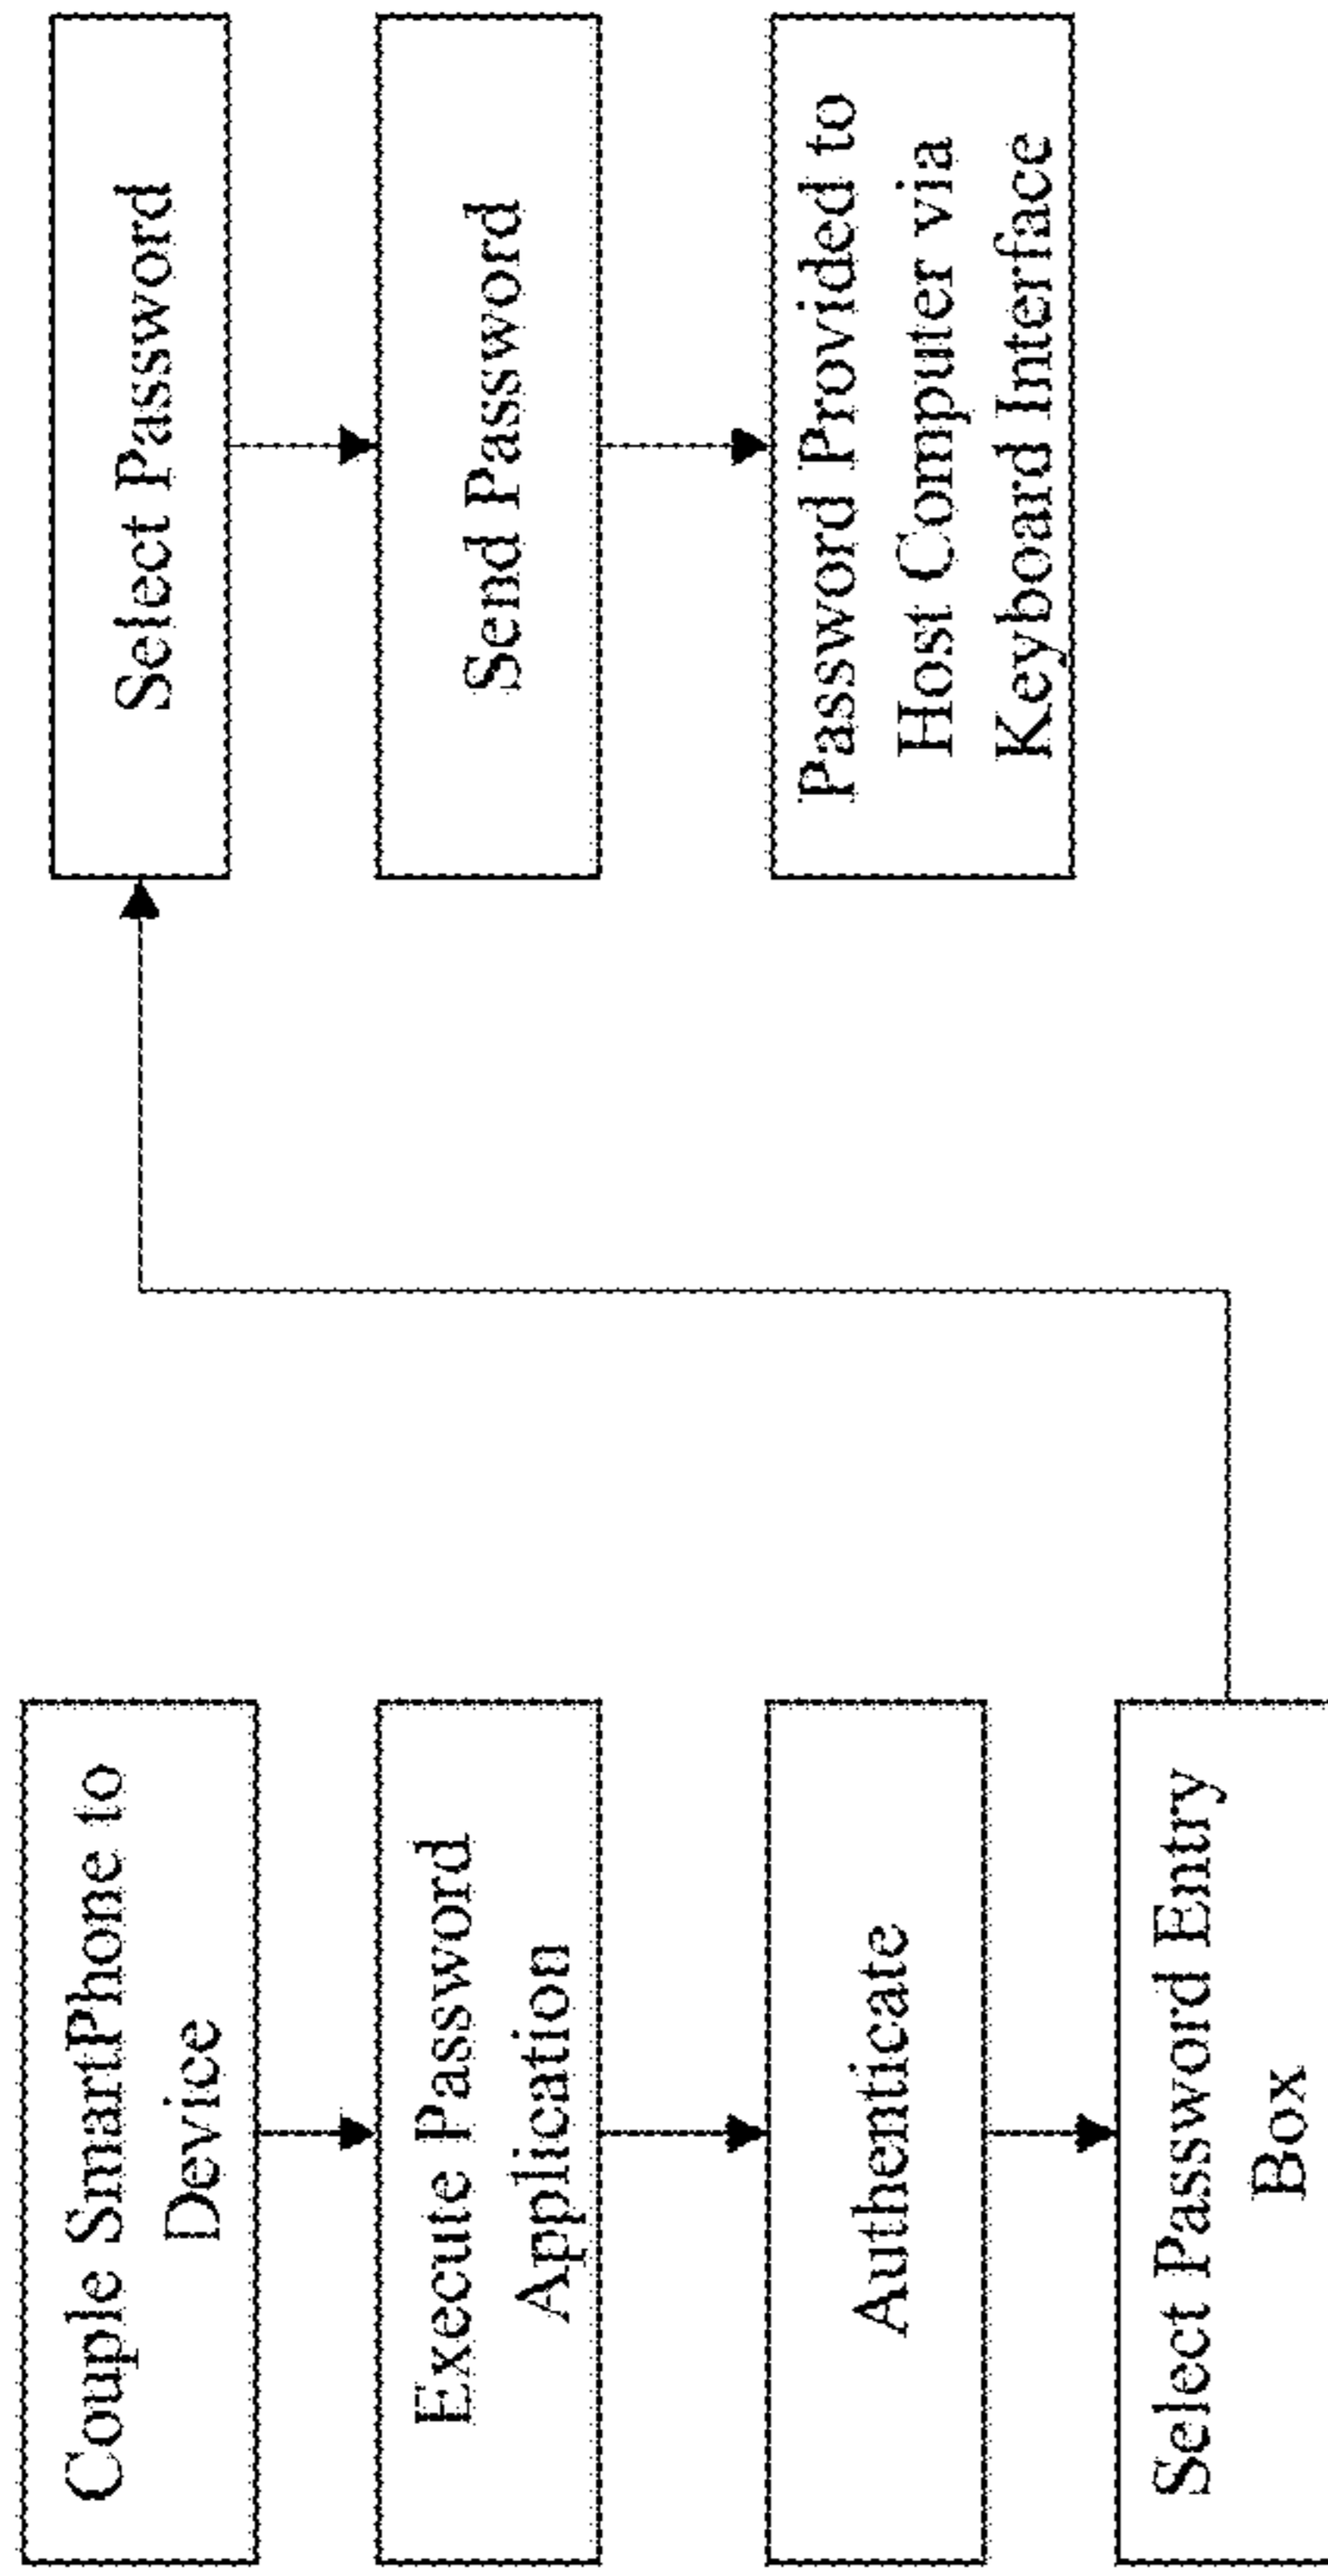 Couple SmartPhone to
Device
Execute Password
Application
Authenticate
Select Password Entry
Box
Select Password
Send Password
Password Provided to
Host Computer via
Keyboard Interface